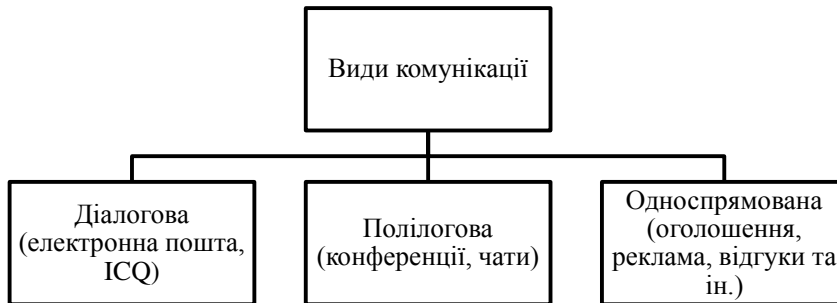 Види комунікації
Діалогова
(електронна пошта,
ICQ)
Полілогова
(конференції, чати)
Односпрямована
(оголошення,
реклама, відгуки та
ін.)